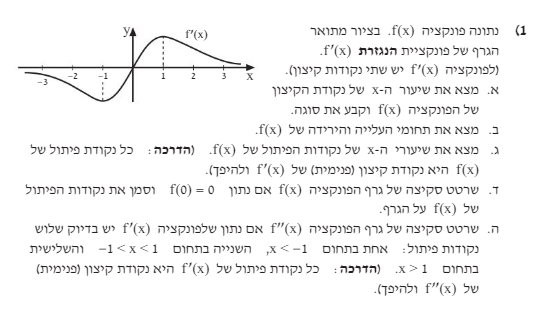 1) נתונה פונקציה f(x). בציור מתואר
הגרף של פונקציית הנגזרת f′(x).
(לפונקציה f′(x) יש שתי נקודות קיצון).
א. מצא את שיעור ה-x של נקודת הקיצון
של הפונקציה f(x) וקבע את סוגה.
ב. מצא את תחומי העלייה והירידה של f(x).
ג. מצא את שיעורי ה-x של נקודות הפיתול של f(x). (הדרכה: כל נקודת פיתול של
f(x) היא נקודת קיצון (פנימית) של f′(x) ולהיפך).
ד. שרטט סקיצה של גרף הפונקציה f(x) אם נתון f(0) = 0 וסמן את נקודות הפיתול
של f(x) על הגרף.
ה. שרטט סקיצה של גרף הפונקציה f″(x) אם נתון שלפונקציה f′(x) יש בדיוק שלוש
נקודות פיתול: אחת בתחום x < −1, השנייה בתחום −1 < x < 1 והשלישית
בתחום x > 1. (הדרכה: כל נקודת פיתול של f′(x) היא נקודת קיצון (פנימית)
של f″(x) ולהיפך).
y
f′(x)
−3 −2 −1 1 2 3 x